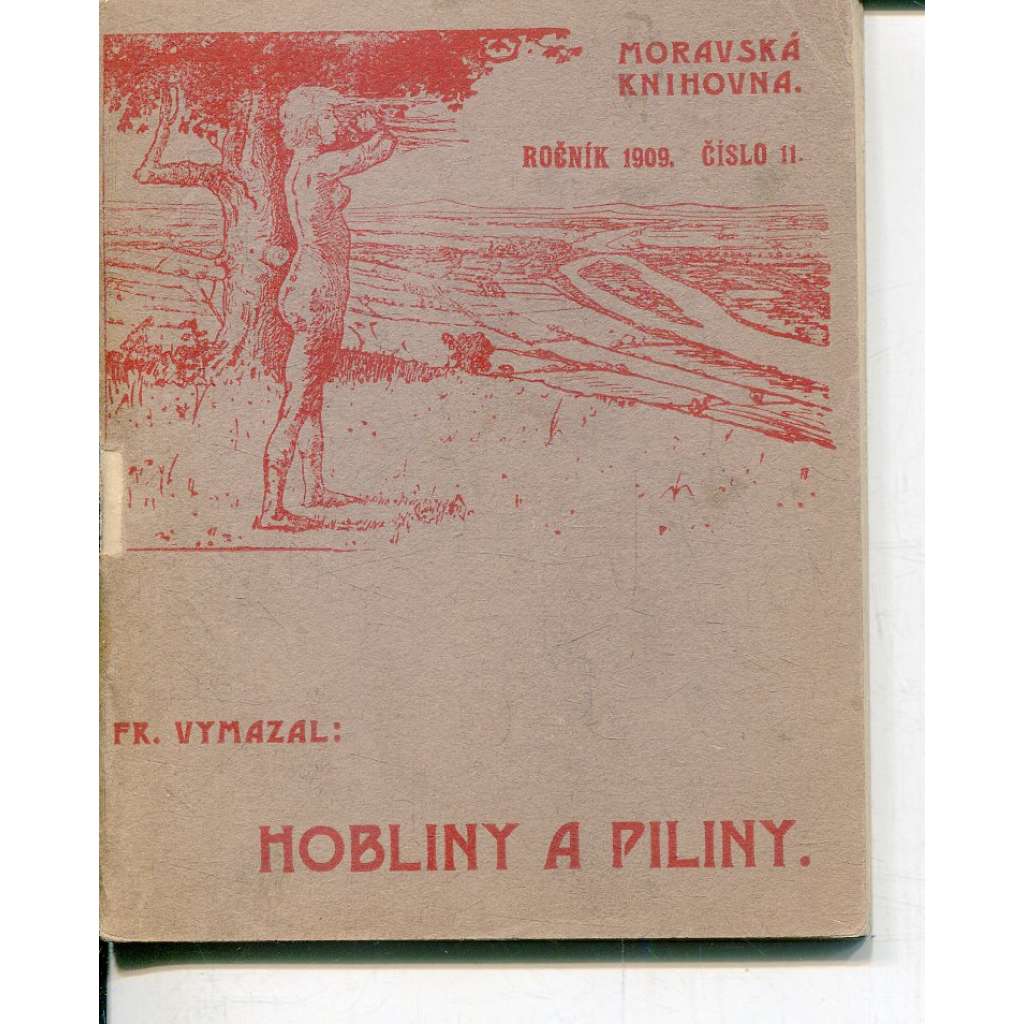 MORAVSKÁ
KNIHOVNA.
ROČNÍK 1909. ČÍSLO 11.
FR. VYMAZAL:
HOBLINY A PILINY.